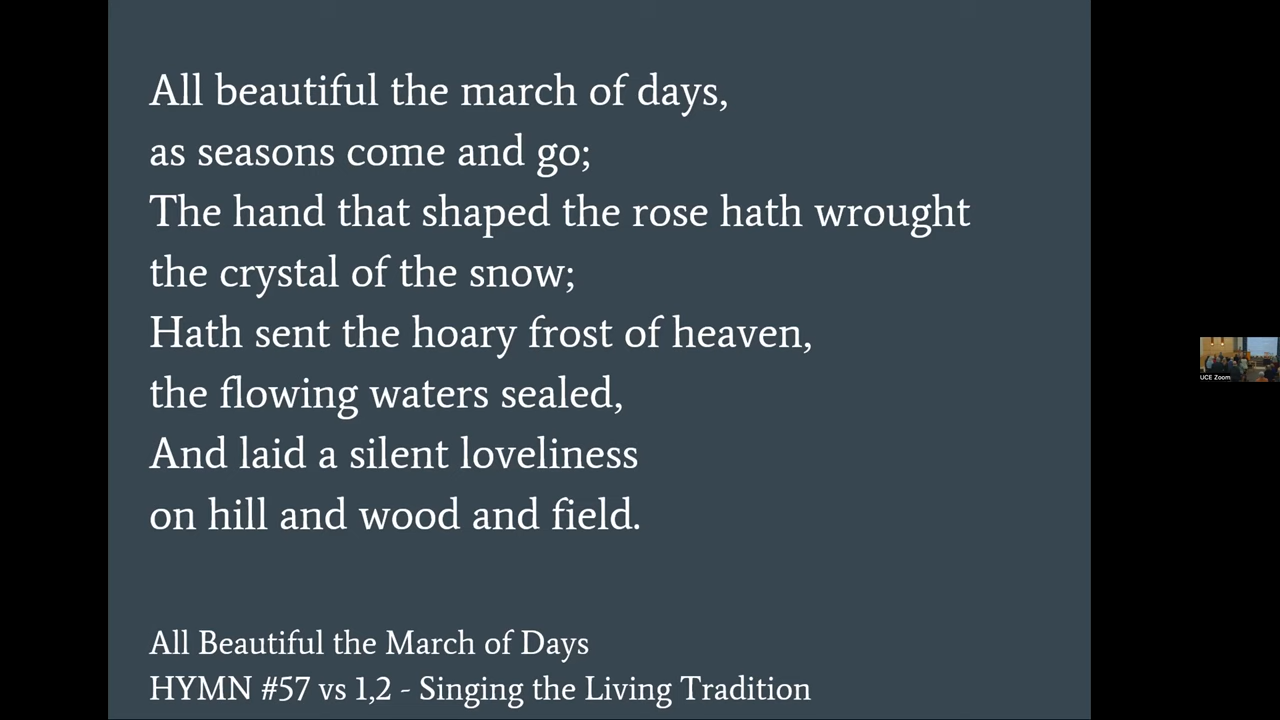 All beautiful the march of days,
as seasons come and go;
The hand that shaped the rose hath wrought
the crystal of the snow;
Hath sent the hoary frost of heaven,
the flowing waters sealed,
And laid a silent loveliness
on hill and wood and field.
All Beautiful the March of Days
HYMN #57 vs 1,2 - Singing the Living Tradition
UCE Zoom